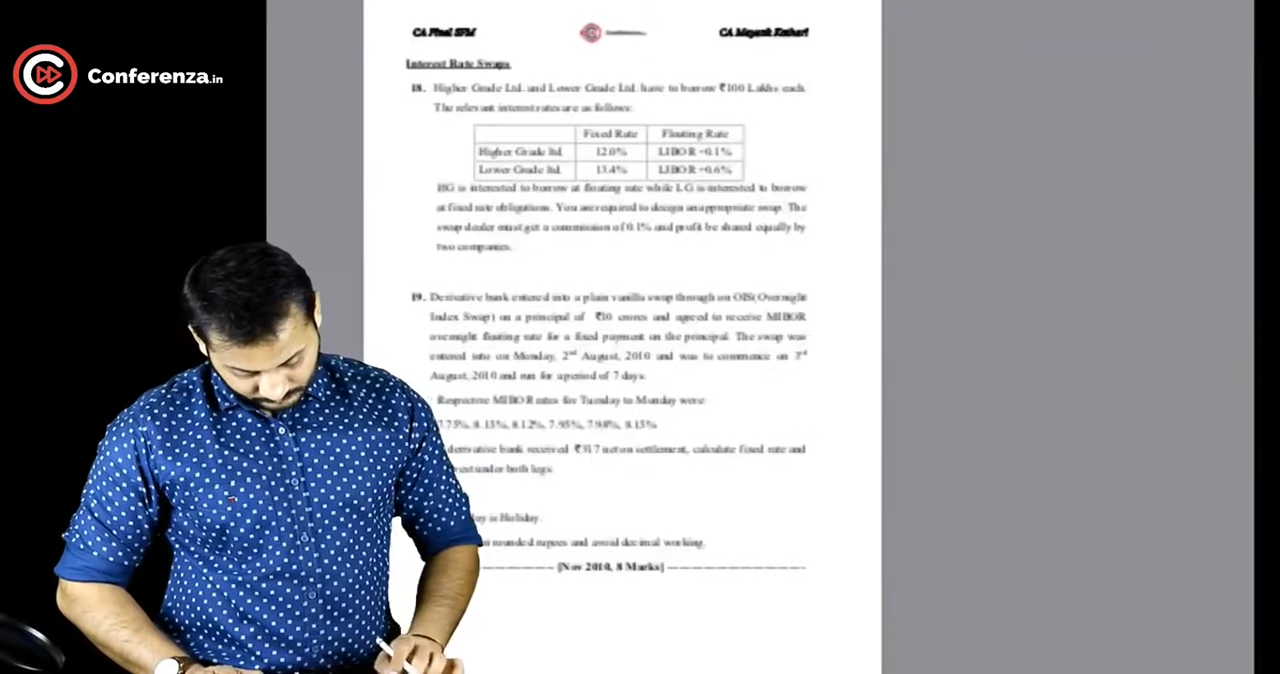 Conferenza.in
CA Final SFM
CA Mayank Kothari
Interest Rate Swaps
18. Higher Grade Ltd. and Lower Grade Ltd. have to borrow ₹100 Lakhs each.
The relevant interest rates are as follows:
Fixed Rate Floating Rate
Higher Grade ltd. 12.0% LIBOR +0.1%
Lower Grade ltd. 13.4% LIBOR +0.6%
HG is interested to borrow at floating rate while LG is interested to borrow
at fixed rate obligations. You are required to design an appropriate swap. The
swap dealer must get a commission of 0.1% and profit be shared equally by
two companies.
19. Derivative bank entered into a plain vanilla swap through on OIS(Overnight
Index Swap) on a principal of ₹10 crores and agreed to receive MIBOR
overnight floating rate for a fixed payment on the principal. The swap was
entered into on Monday, 2nd August, 2010 and was to commence on 3rd
August, 2010 and run for a period of 7 days.
Respective MIBOR rates for Tuesday to Monday were:
7.75%, 8.15%, 8.12%, 7.95%, 7.98%, 8.15%
derivative bank received ₹317 net on settlement, calculate fixed rate and
under both legs.
is Holiday.
rounded rupees and avoid decimal working.
[Nov 2010, 8 Marks]